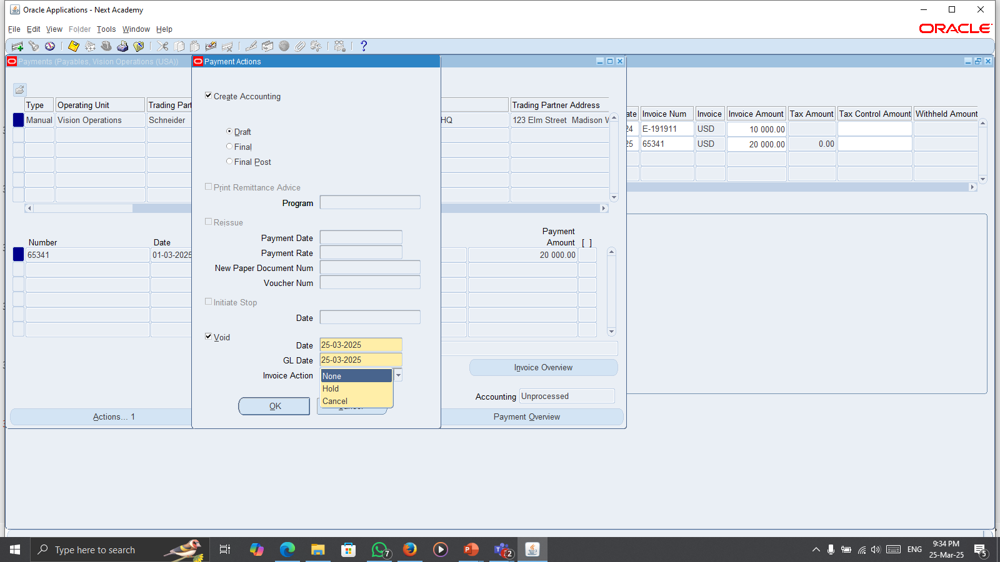 Oracle Applications - Next Academy
File Edit View Folder Tools Window Help
ORACLE
Payments (Payables, Vision Operations (USA))
Payment Actions
Create Accounting
Draft
Final
Final Post
Print Remittance Advice
Program
Reissue
Payment Date
Payment Rate
New Paper Document Num
Voucher Num
Initiate Stop
Date
Void
Date 25-03-2025
GL Date 25-03-2025
Invoice Action
None
Hold
Cancel
OK
Type Operating Unit Trading Part Trading Partner Address
Manual Vision Operations Schneider HQ 123 Elm Street Madison W
Number Date Payment Amount [ ]
65341 01-03-2025 20 000.00
Invoice Overview
Accounting Unprocessed
Actions... 1
Payment Overview
ate Invoice Num Invoice Invoice Amount Tax Amount Tax Control Amount Withheld Amount
24 E-191911 USD 10 000.00
25 65341 USD 20 000.00 0.00
Type here to search
7
2
ENG
9:34 PM
25-Mar-25
5